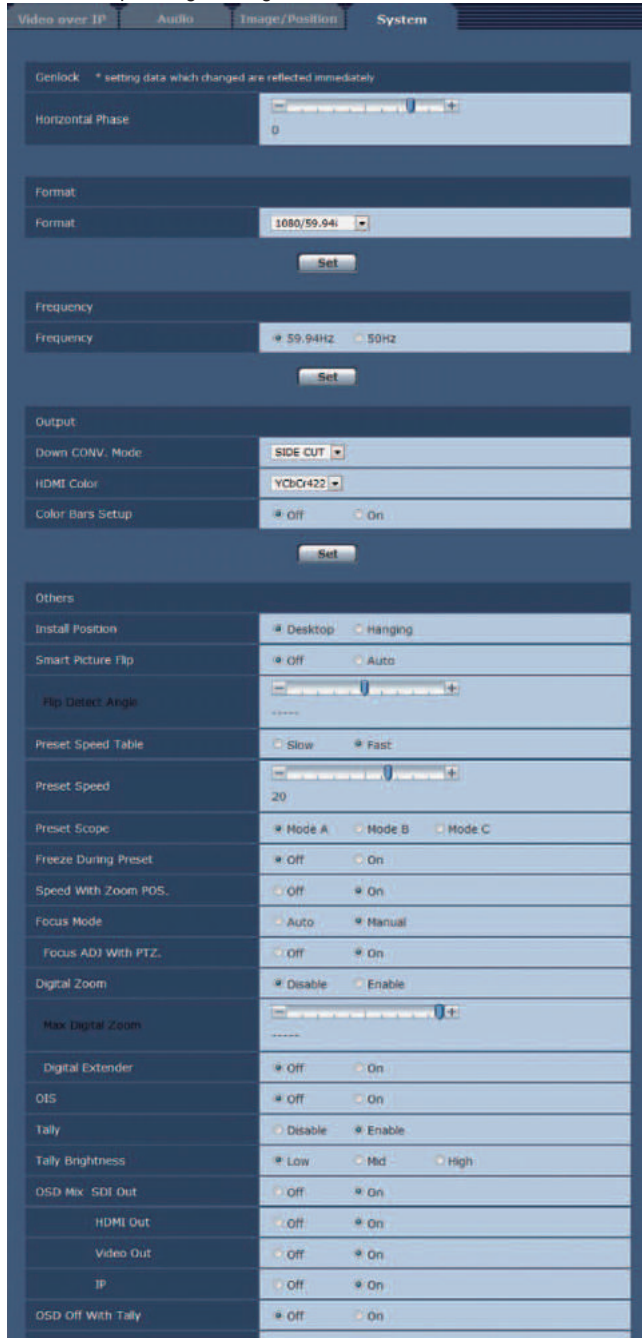 Video over IP Audio Image/Position System
Genlock * setting data which changed are reflected immediately
Horizontal Phase
0
Format
Format 1080/59.94i
Set
Frequency
Frequency 59.94Hz 50Hz
Set
Output
Down CONV. Mode SIDE CUT
HDMI Color YCbCr422
Color Bars Setup Off On
Set
Others
Install Position Desktop Hanging
Smart Picture Flip Off Auto
Flip Detect Angle
-----
Preset Speed Table Slow Fast
Preset Speed
20
Preset Scope Mode A Mode B Mode C
Freeze During Preset Off On
Speed With Zoom POS. Off On
Focus Mode Auto Manual
Focus ADJ With PTZ. Off On
Digital Zoom Disable Enable
Max Digital Zoom
-----
Digital Extender Off On
OIS Off On
Tally Disable Enable
Tally Brightness Low Mid High
OSD Mix SDI Out Off On
HDMI Out Off On
Video Out Off On
IP Off On
OSD Off With Tally Off On